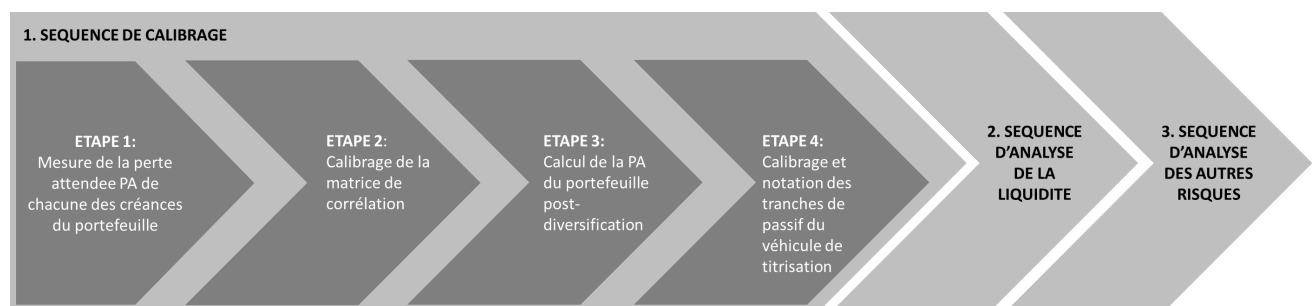 1. SEQUENCE DE CALIBRAGE
ETAPE 1:
Mesure de la perte
attendee PA de
chacune des créances
du portefeuille
ETAPE 2:
Calibrage de la
matrice de
corrélation
ETAPE 3:
Calcul de la PA
du portefeuille
post-
diversification
ETAPE 4:
Calibrage et
notation des
tranches de
passif du
véhicule de
titrisation
2. SEQUENCE
D'ANALYSE
DE LA
LIQUIDITE
3. SEQUENCE
D'ANALYSE
DES AUTRES
RISQUES